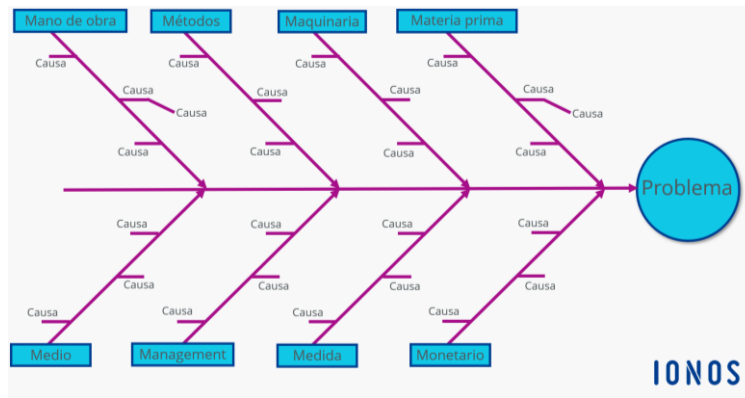 Mano de obra
Métodos
Maquinaria
Materia prima
Causa
Causa
Causa
Causa
Causa
Causa
Causa
Causa
Causa
Causa
Causa
Causa
Causa
Causa
Problema
Causa
Causa
Causa
Causa
Causa
Causa
Causa
Causa
Causa
Causa
Causa
Causa
Medio
Management
Medida
Monetario
IONOS